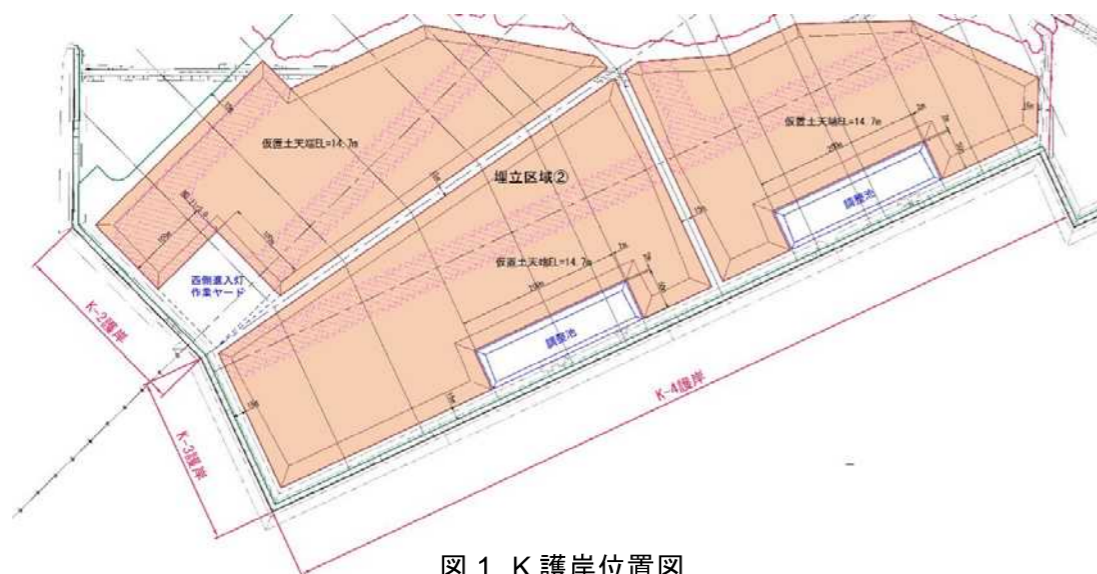 仮置土天端EL=14.7m
仮置土天端EL=14.7m
200m
調整池
埋立区域②
仮置土天端EL=14.7m
200m
調整池
西側進入灯
作業ヤード
K-2護岸
K-3護岸
K-4護岸
図1 K護岸位置図